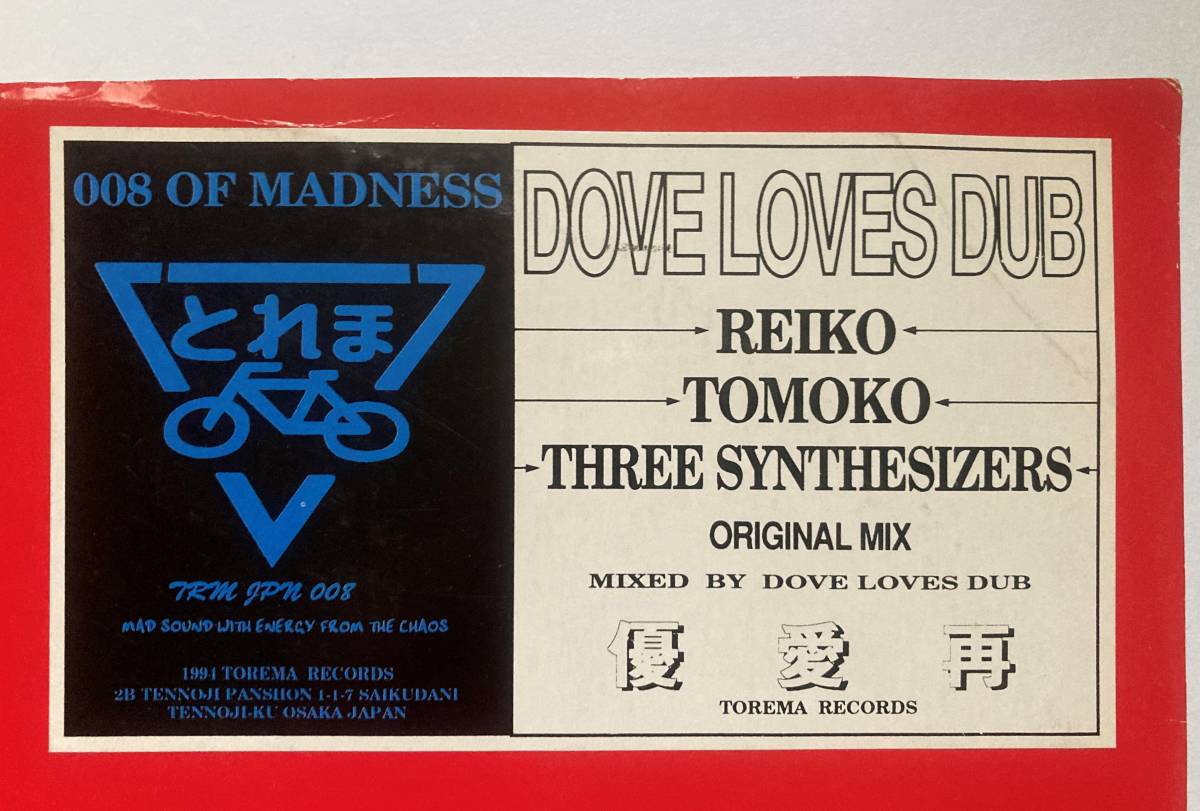 008 OF MADNESS
とれま
TRM JPN 008
MAD SOUND WITH ENERGY FROM THE CHAOS
1994 TOREMA RECORDS
2B TENNOJI PANSHON 1-1-7 SAIKUDANI
TENNOJI-KU OSAKA JAPAN
DOVE LOVES DUB
REIKO
TOMOKO
THREE SYNTHESIZERS
ORIGINAL MIX
MIXED BY DOVE LOVES DUB
優 愛 再
TOREMA RECORDS